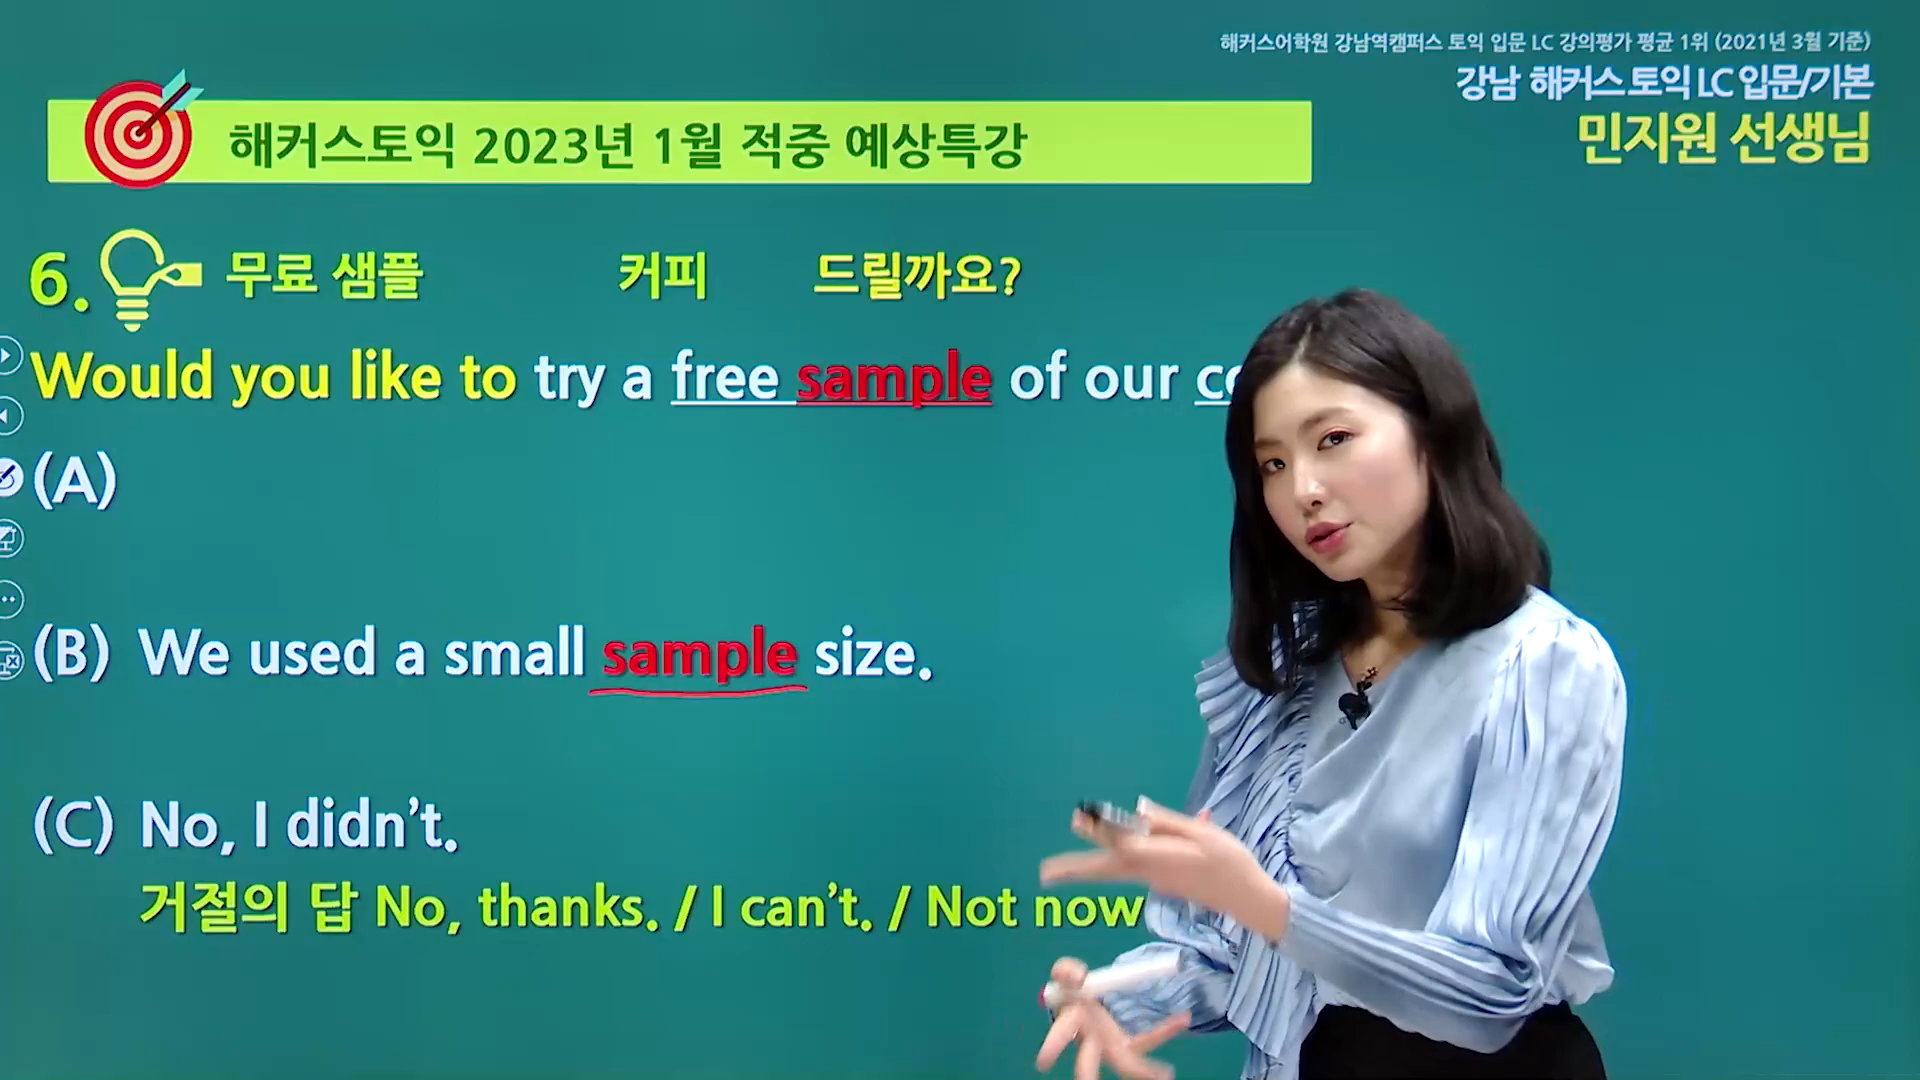 해커스어학원 강남역캠퍼스 토익 입문 LC 강의평가 평균 1위 (2021년 3월 기준)
강남 해커스 토익 LC 입문/기본
민지원 선생님
해커스토익 2023년 1월 적중 예상특강
6. 무료 샘플 커피 드릴까요?
Would you like to try a free sample of our
(A)
(B) We used a small sample size.
(C) No, I didn't.
거절의 답 No, thanks. / I can't. / Not now